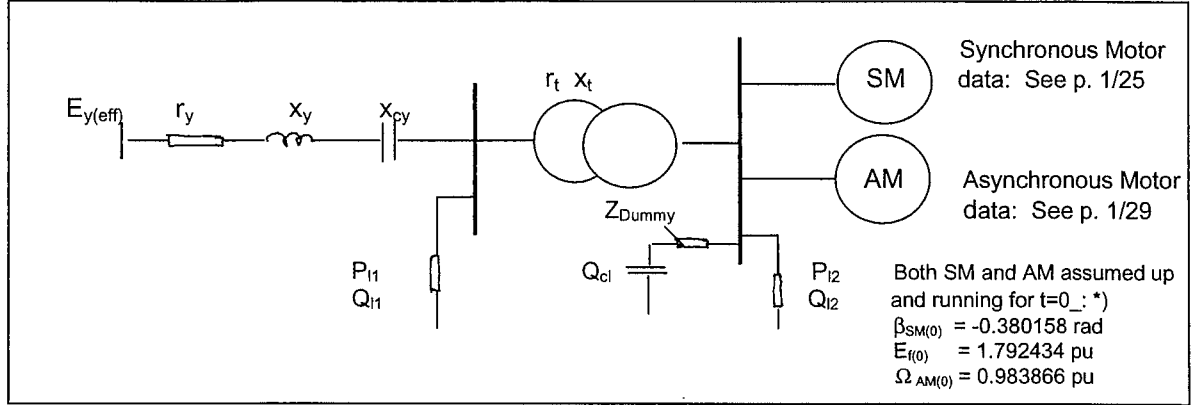 E_y(eff)
r_y
x_y
x_cy
r_t x_t
SM
Synchronous Motor
data: See p. 1/25
AM
Asynchronous Motor
data: See p. 1/29
Z_Dummy
P_l1
Q_l1
Q_cl
P_l2
Q_l2
Both SM and AM assumed up
and running for t=0_: *)
β_SM(0) = -0.380158 rad
E_f(0) = 1.792434 pu
Ω_AM(0) = 0.983866 pu